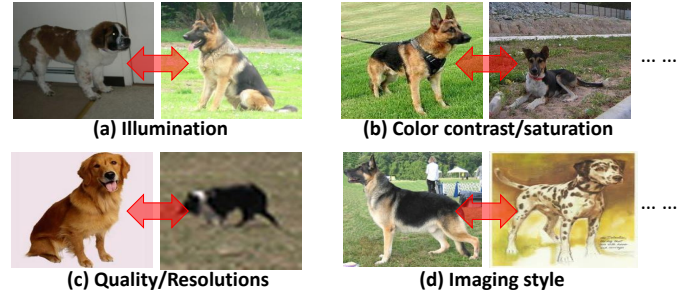 (a) Illumination
(b) Color contrast/saturation
... ...
(c) Quality/Resolutions
(d) Imaging style
... ...